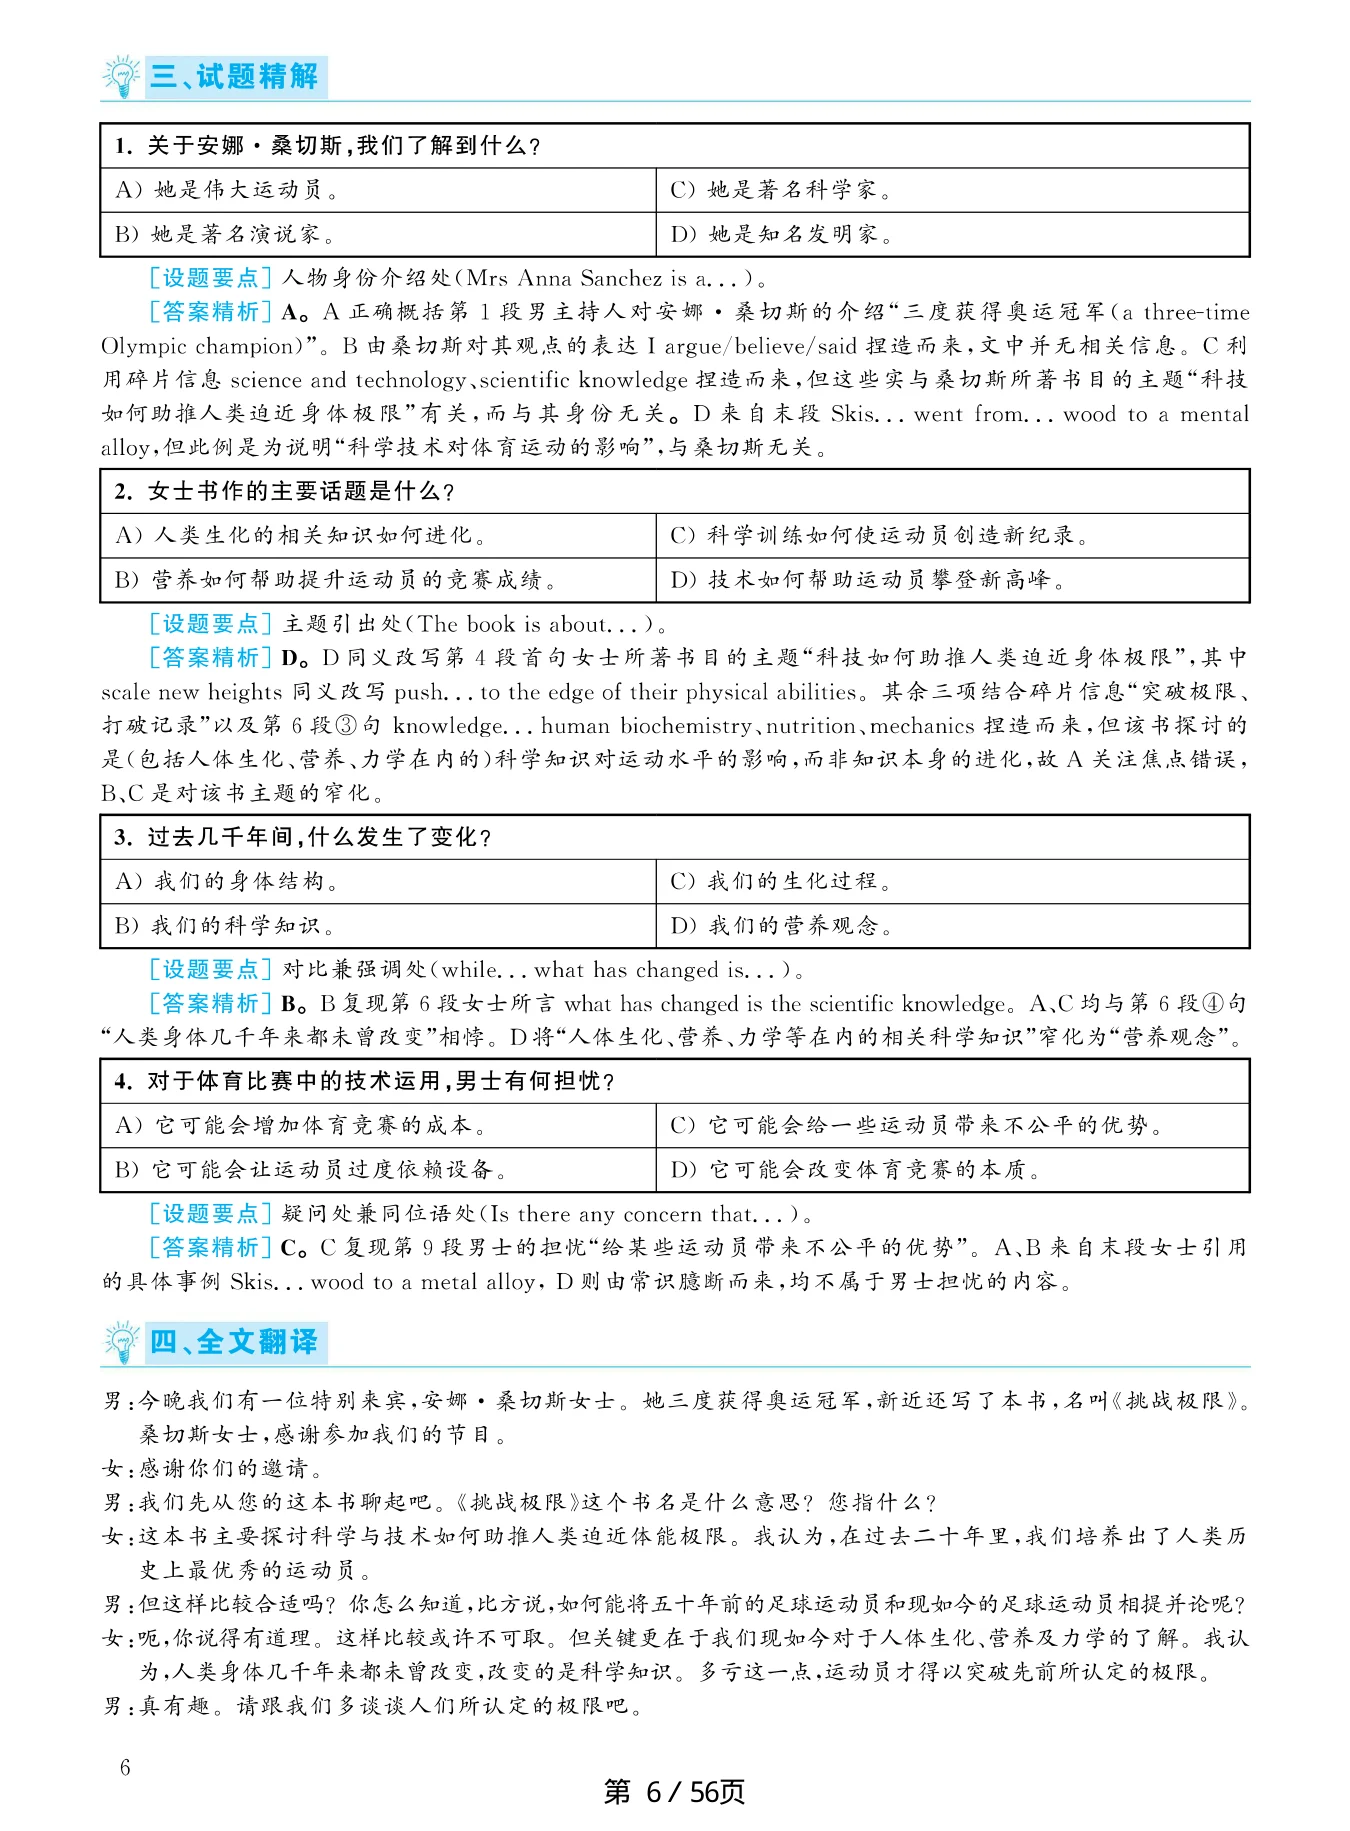 三、试题精解
1. 关于安娜·桑切斯,我们了解到什么?
A) 她是伟大运动员。 C) 她是著名科学家。
B) 她是著名演说家。 D) 她是知名发明家。
[设题要点] 人物身份介绍处(Mrs Anna Sanchez is a...)。
[答案精析] A。A 正确概括第 1 段男主持人对安娜·桑切斯的介绍“三度获得奥运冠军(a three-time
Olympic champion)”。B 由桑切斯对其观点的表达 I argue/believe/said 捏造而来,文中并无相关信息。C 利
用碎片信息 science and technology、scientific knowledge 捏造而来,但这些实与桑切斯所著书目的主题“科技
如何助推人类迫近身体极限”有关,而与其身份无关。D 来自末段 Skis... went from... wood to a mental
alloy,但此例是为说明“科学技术对体育运动的影响”,与桑切斯无关。
2. 女士书作的主要话题是什么?
A) 人类生化的相关知识如何进化。 C) 科学训练如何使运动员创造新纪录。
B) 营养如何帮助提升运动员的竞赛成绩。 D) 技术如何帮助运动员攀登新高峰。
[设题要点] 主题引出处(The book is about...)。
[答案精析] D。D 同义改写第 4 段首句女士所著书目的主题“科技如何助推人类迫近身体极限”,其中
scale new heights 同义改写 push... to the edge of their physical abilities。其余三项结合碎片信息“突破极限、
打破记录”以及第 6 段③句 knowledge... human biochemistry、nutrition、mechanics 捏造而来,但该书探讨的
是(包括人体生化、营养、力学在内的)科学知识对运动水平的影响,而非知识本身的进化,故 A 关注焦点错误,
B、C 是对该书主题的窄化。
3. 过去几千年间,什么发生了变化?
A) 我们的身体结构。 C) 我们的生化过程。
B) 我们的科学知识。 D) 我们的营养观念。
[设题要点] 对比兼强调处(while... what has changed is...)。
[答案精析] B。B 复现第 6 段女士所言 what has changed is the scientific knowledge。A、C 均与第 6 段④句
“人类身体几千年来都未曾改变”相悖。D 将“人体生化、营养、力学等在内的相关科学知识”窄化为“营养观念”。
4. 对于体育比赛中的技术运用,男士有何担忧?
A) 它可能会增加体育竞赛的成本。 C) 它可能会给一些运动员带来不公平的优势。
B) 它可能会让运动员过度依赖设备。 D) 它可能会改变体育竞赛的本质。
[设题要点] 疑问处兼同位语处(Is there any concern that...)。
[答案精析] C。C 复现第 9 段男士的担忧“给某些运动员带来不公平的优势”。A、B 来自末段女士引用
的具体事例 Skis... wood to a metal alloy, D 则由常识臆断而来,均不属于男士担忧的内容。
四、全文翻译
男:今晚我们有一位特别来宾,安娜·桑切斯女士。她三度获得奥运冠军,新近还写了本书,名叫《挑战极限》。
桑切斯女士,感谢参加我们的节目。
女:感谢你们的邀请。
男:我们先从您的这本书聊起吧。《挑战极限》这个书名是什么意思? 您指什么?
女:这本书主要探讨科学与技术如何助推人类迫近体能极限。我认为,在过去二十年里,我们培养出了人类历
史上最优秀的运动员。
男:但这样比较合适吗? 你怎么知道,比方说,如何能将五十年前的足球运动员和现如今的足球运动员相提并论呢?
女:呃,你说得有道理。这样比较或许不可取。但关键更在于我们现如今对于人体生化、营养及力学的了解。我认
为,人类身体几千年来都未曾改变,改变的是科学知识。多亏这一点,运动员才得以突破先前所认定的极限。
男:真有趣。请跟我们多谈谈人们所认定的极限吧。
6
第 6 / 56页